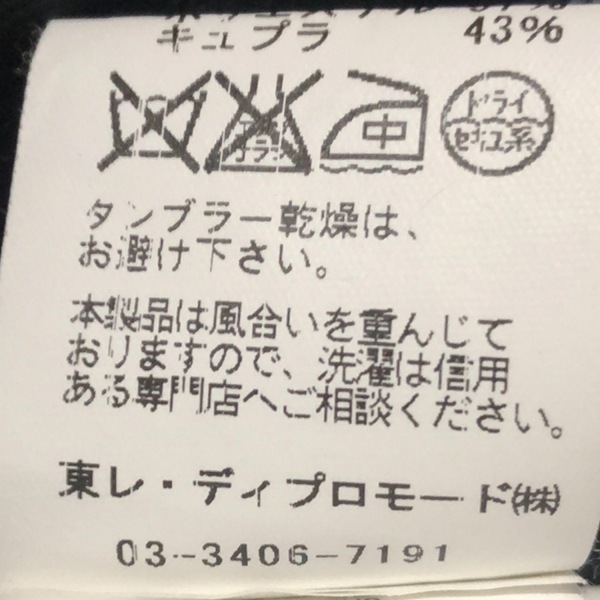 キュプラ 43%
中
ドライ
セキユ系
タンブラー乾燥は、
お避け下さい。
本製品は風合いを重んじて
おりますので、洗濯は信用
ある専門店へご相談ください。
東レ・ディプロモード㈱
03-3406-7191